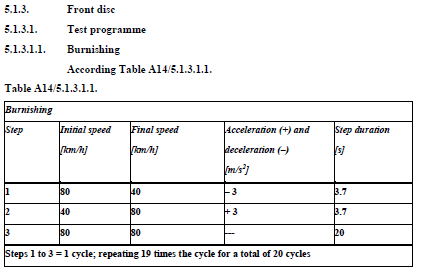 5.1.3. Front disc
5.1.3.1. Test programme
5.1.3.1.1. Burnishing
According Table A14/5.1.3.1.1.
Table A14/5.1.3.1.1.
Burnishing
Step Initial speed Final speed Acceleration (+) and Step duration
[km/h] [km/h] deceleration (–) [s]
[m/s²]
1 80 40 – 3 3.7
2 40 80 + 3 3.7
3 80 80 --- 20
Steps 1 to 3 = 1 cycle; repeating 19 times the cycle for a total of 20 cycles